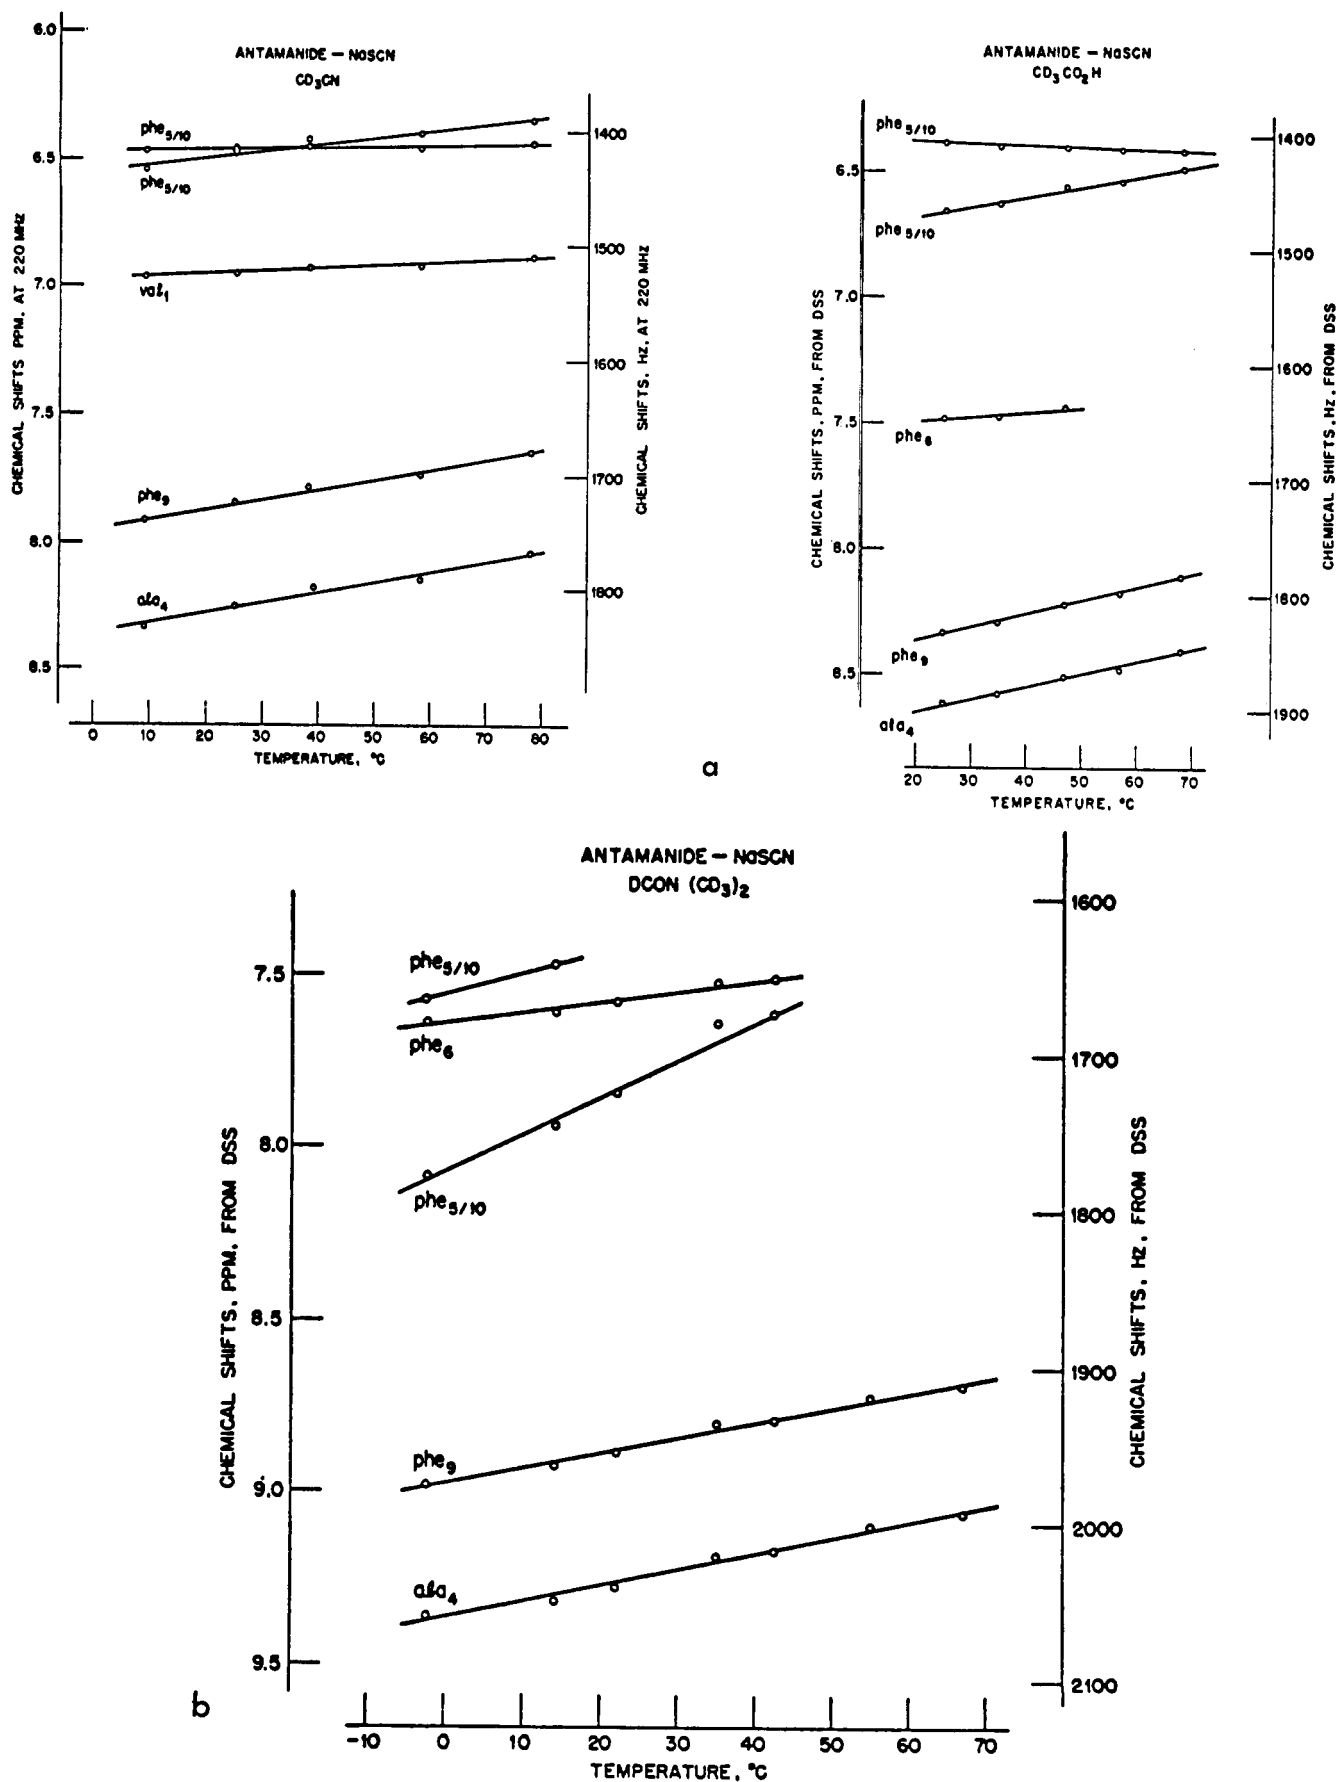 ANTAMANIDE – NaSCN
CD3CN
6.0
6.5
7.0
7.5
8.0
8.5
CHEMICAL SHIFTS PPM, AT 220 MHz
phe5/10
phe5/10
val1
phe9
ala4
1400
1500
1600
1700
1800
CHEMICAL SHIFTS, Hz, AT 220 MHz
0 10 20 30 40 50 60 70 80
TEMPERATURE, °C
ANTAMANIDE – NaSCN
CD3CO2H
6.5
7.0
7.5
8.0
8.5
CHEMICAL SHIFTS, PPM, FROM DSS
phe5/10
phe5/10
phe6
phe9
ala4
1400
1500
1600
1700
1800
1900
CHEMICAL SHIFTS, Hz, FROM DSS
20 30 40 50 60 70
TEMPERATURE, °C
a
ANTAMANIDE – NaSCN
DCON (CD3)2
7.5
8.0
8.5
9.0
9.5
CHEMICAL SHIFTS, PPM, FROM DSS
phe5/10
phe6
phe5/10
phe9
ala4
1600
1700
1800
1900
2000
2100
CHEMICAL SHIFTS, Hz, FROM DSS
-10 0 10 20 30 40 50 60 70
TEMPERATURE, °C
b